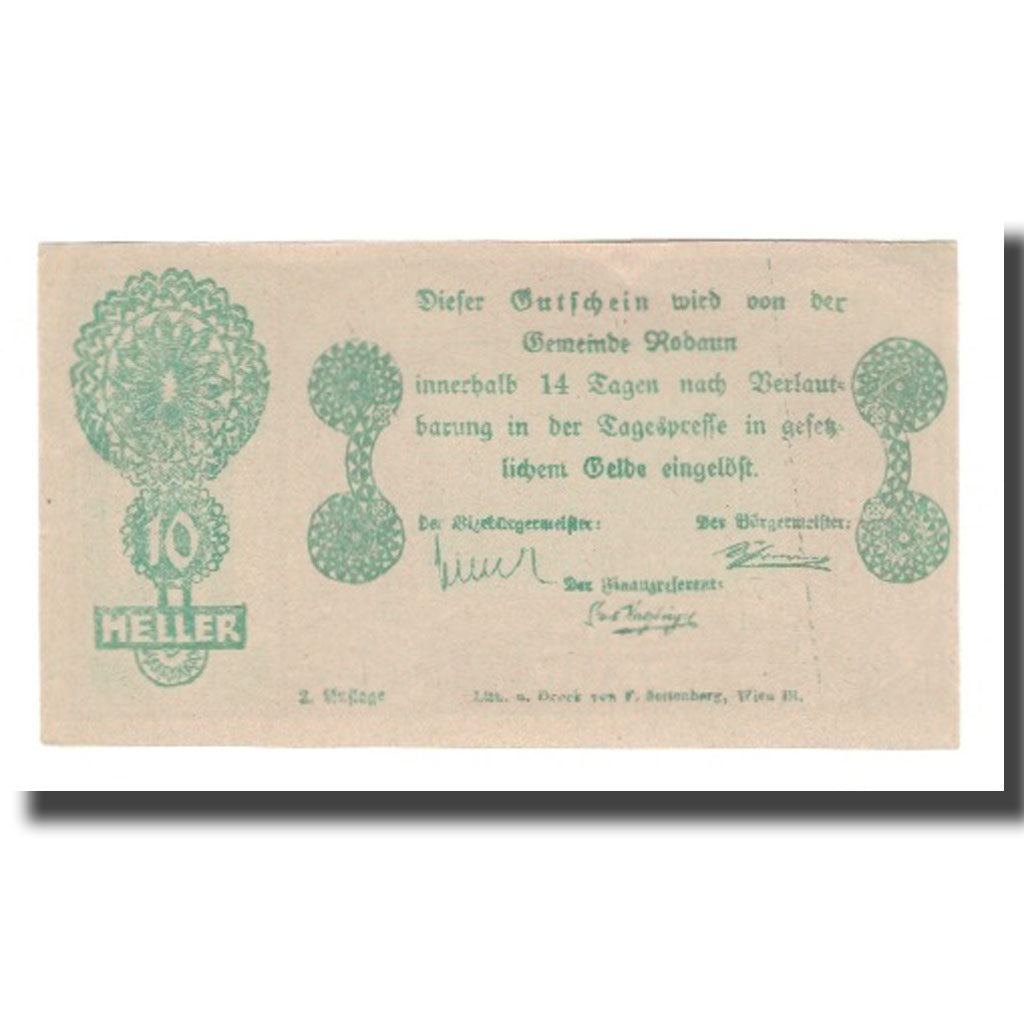 Dieser Gutschein wird von der
Gemeinde Rodaun
innerhalb 14 Tagen nach Verlaut-
barung in der Tagespresse in gesetz-
lichem Gelde eingelöst.
Der Vizebürgermeister:
Der Bürgermeister:
Der Finanzreferent:
10
HELLER
2. Auflage
Lith. u. Druck von F. Wien III.